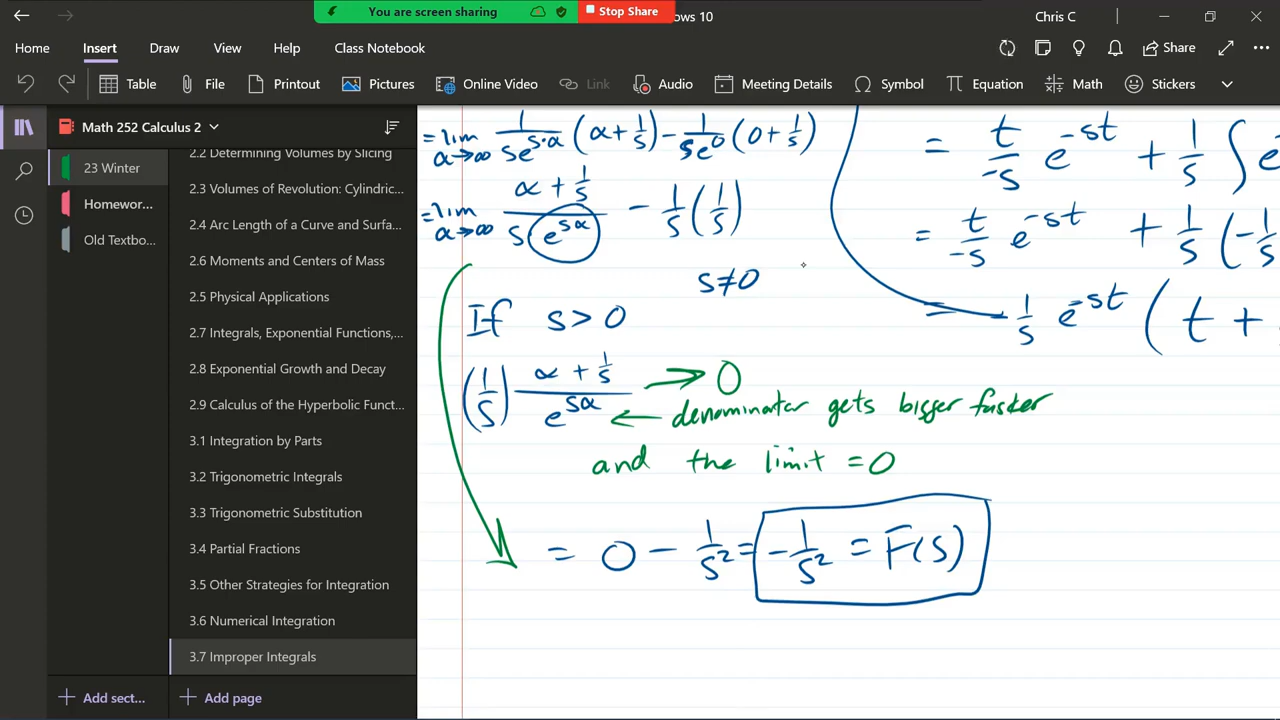 You are screen sharing
Stop Share
ows 10
Chris C
Home Insert Draw View Help Class Notebook
Share
Table File Printout Pictures Online Video Link Audio Meeting Details Symbol Equation Math Stickers
Math 252 Calculus 2
23 Winter
Homewor...
Old Textbo...
2.2 Determining Volumes by Slicing
2.3 Volumes of Revolution: Cylindric...
2.4 Arc Length of a Curve and Surfa...
2.6 Moments and Centers of Mass
2.5 Physical Applications
2.7 Integrals, Exponential Functions,...
2.8 Exponential Growth and Decay
2.9 Calculus of the Hyperbolic Funct...
3.1 Integration by Parts
3.2 Trigonometric Integrals
3.3 Trigonometric Substitution
3.4 Partial Fractions
3.5 Other Strategies for Integration
3.6 Numerical Integration
3.7 Improper Integrals
Add sect...
Add page
= lim α→∞ 1/(se^(s·α)) (α + 1/s) − 1/(se^0) (0 + 1/s)
= lim α→∞ (α + 1/s)/(s e^(sα)) − 1/s (1/s)
s ≠ 0
If s > 0
(1/s) (α + 1/s)/e^(sα) → 0
← denominator gets bigger faster
and the limit = 0
= 0 − 1/s² = −1/s² = F(s)
= t/−s e^(−st) + 1/s ∫ e
= t/−s e^(−st) + 1/s (−1/s
= 1/s e^(−st) ( t +